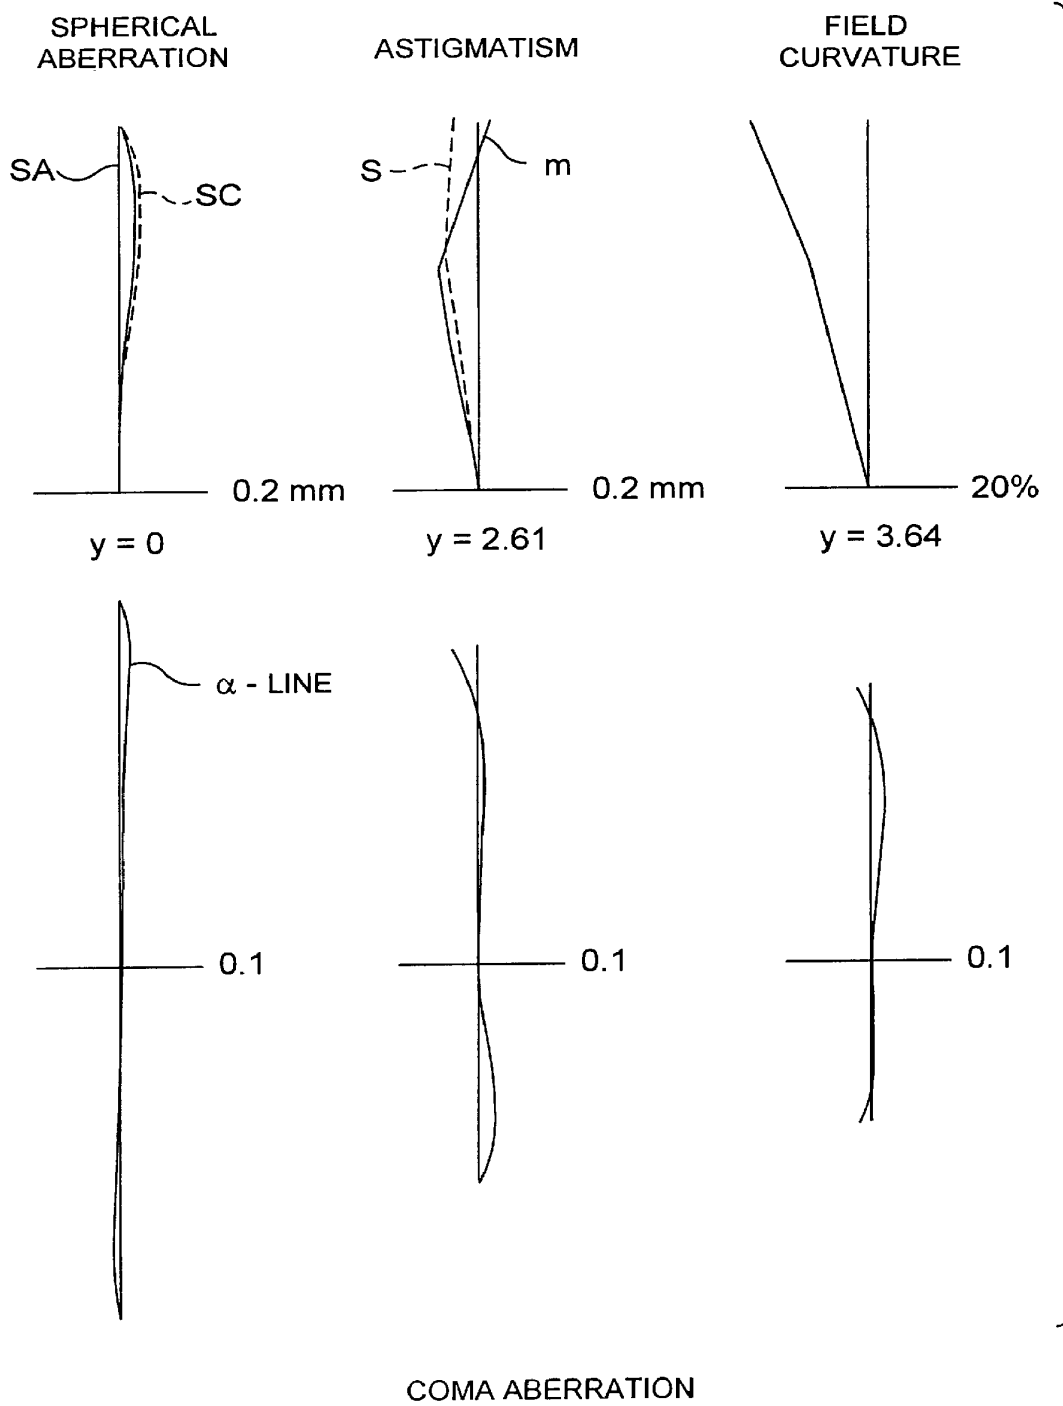 SPHERICAL
ABERRATION
ASTIGMATISM
FIELD
CURVATURE
SA
SC
S
m
0.2 mm
0.2 mm
20%
y = 0
y = 2.61
y = 3.64
α - LINE
0.1
0.1
0.1
COMA ABERRATION